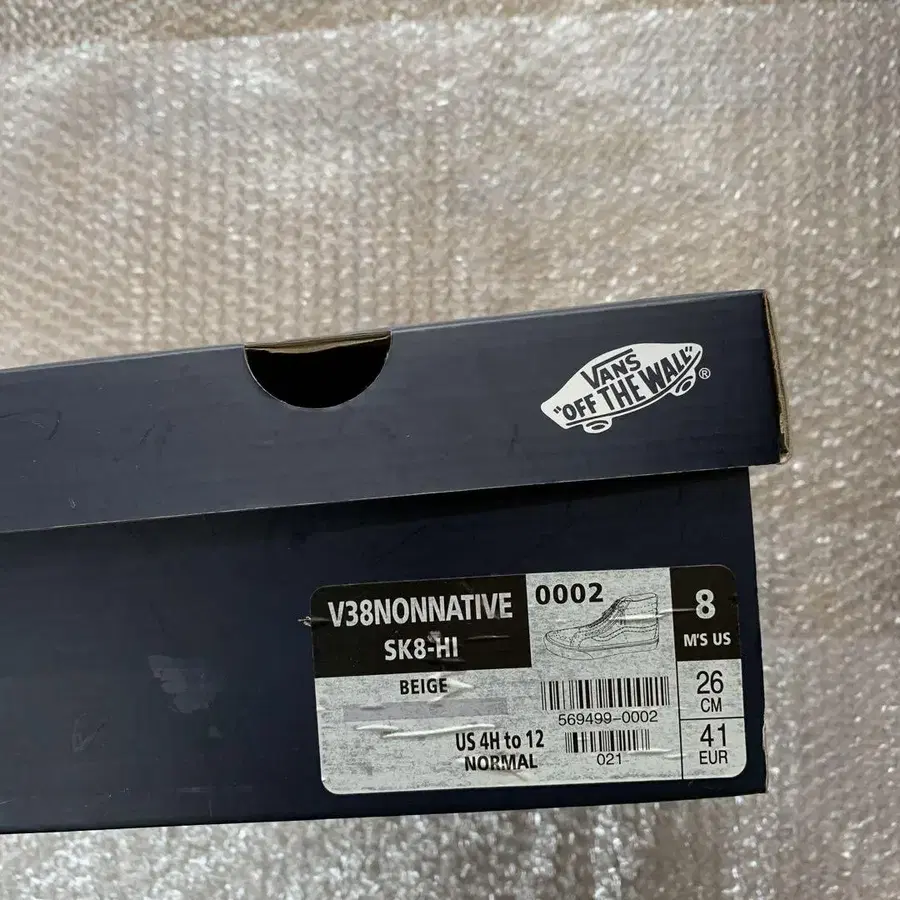 VANS
"OFF THE WALL"
®
V38NONNATIVE
SK8-HI
0002
8
M'S US
BEIGE
569499-0002
26
CM
US 4H to 12
NORMAL
021
41
EUR